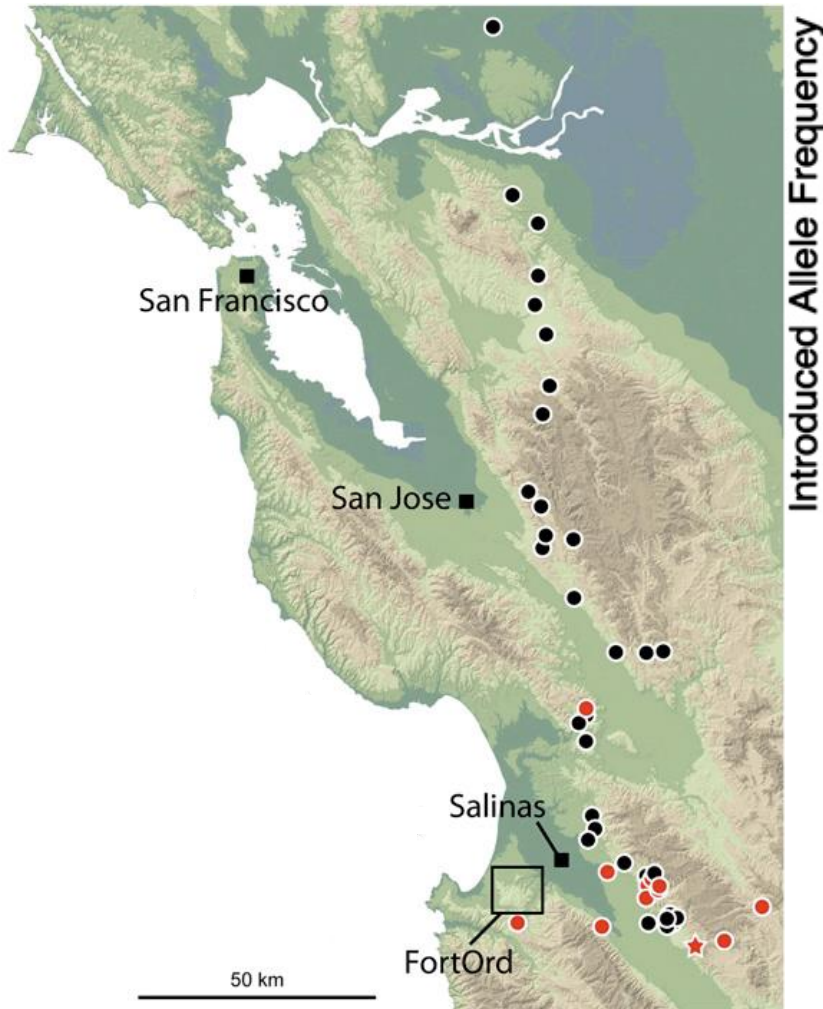 Introduced Allele Frequency
San Francisco
San Jose
Salinas
FortOrd
50 km